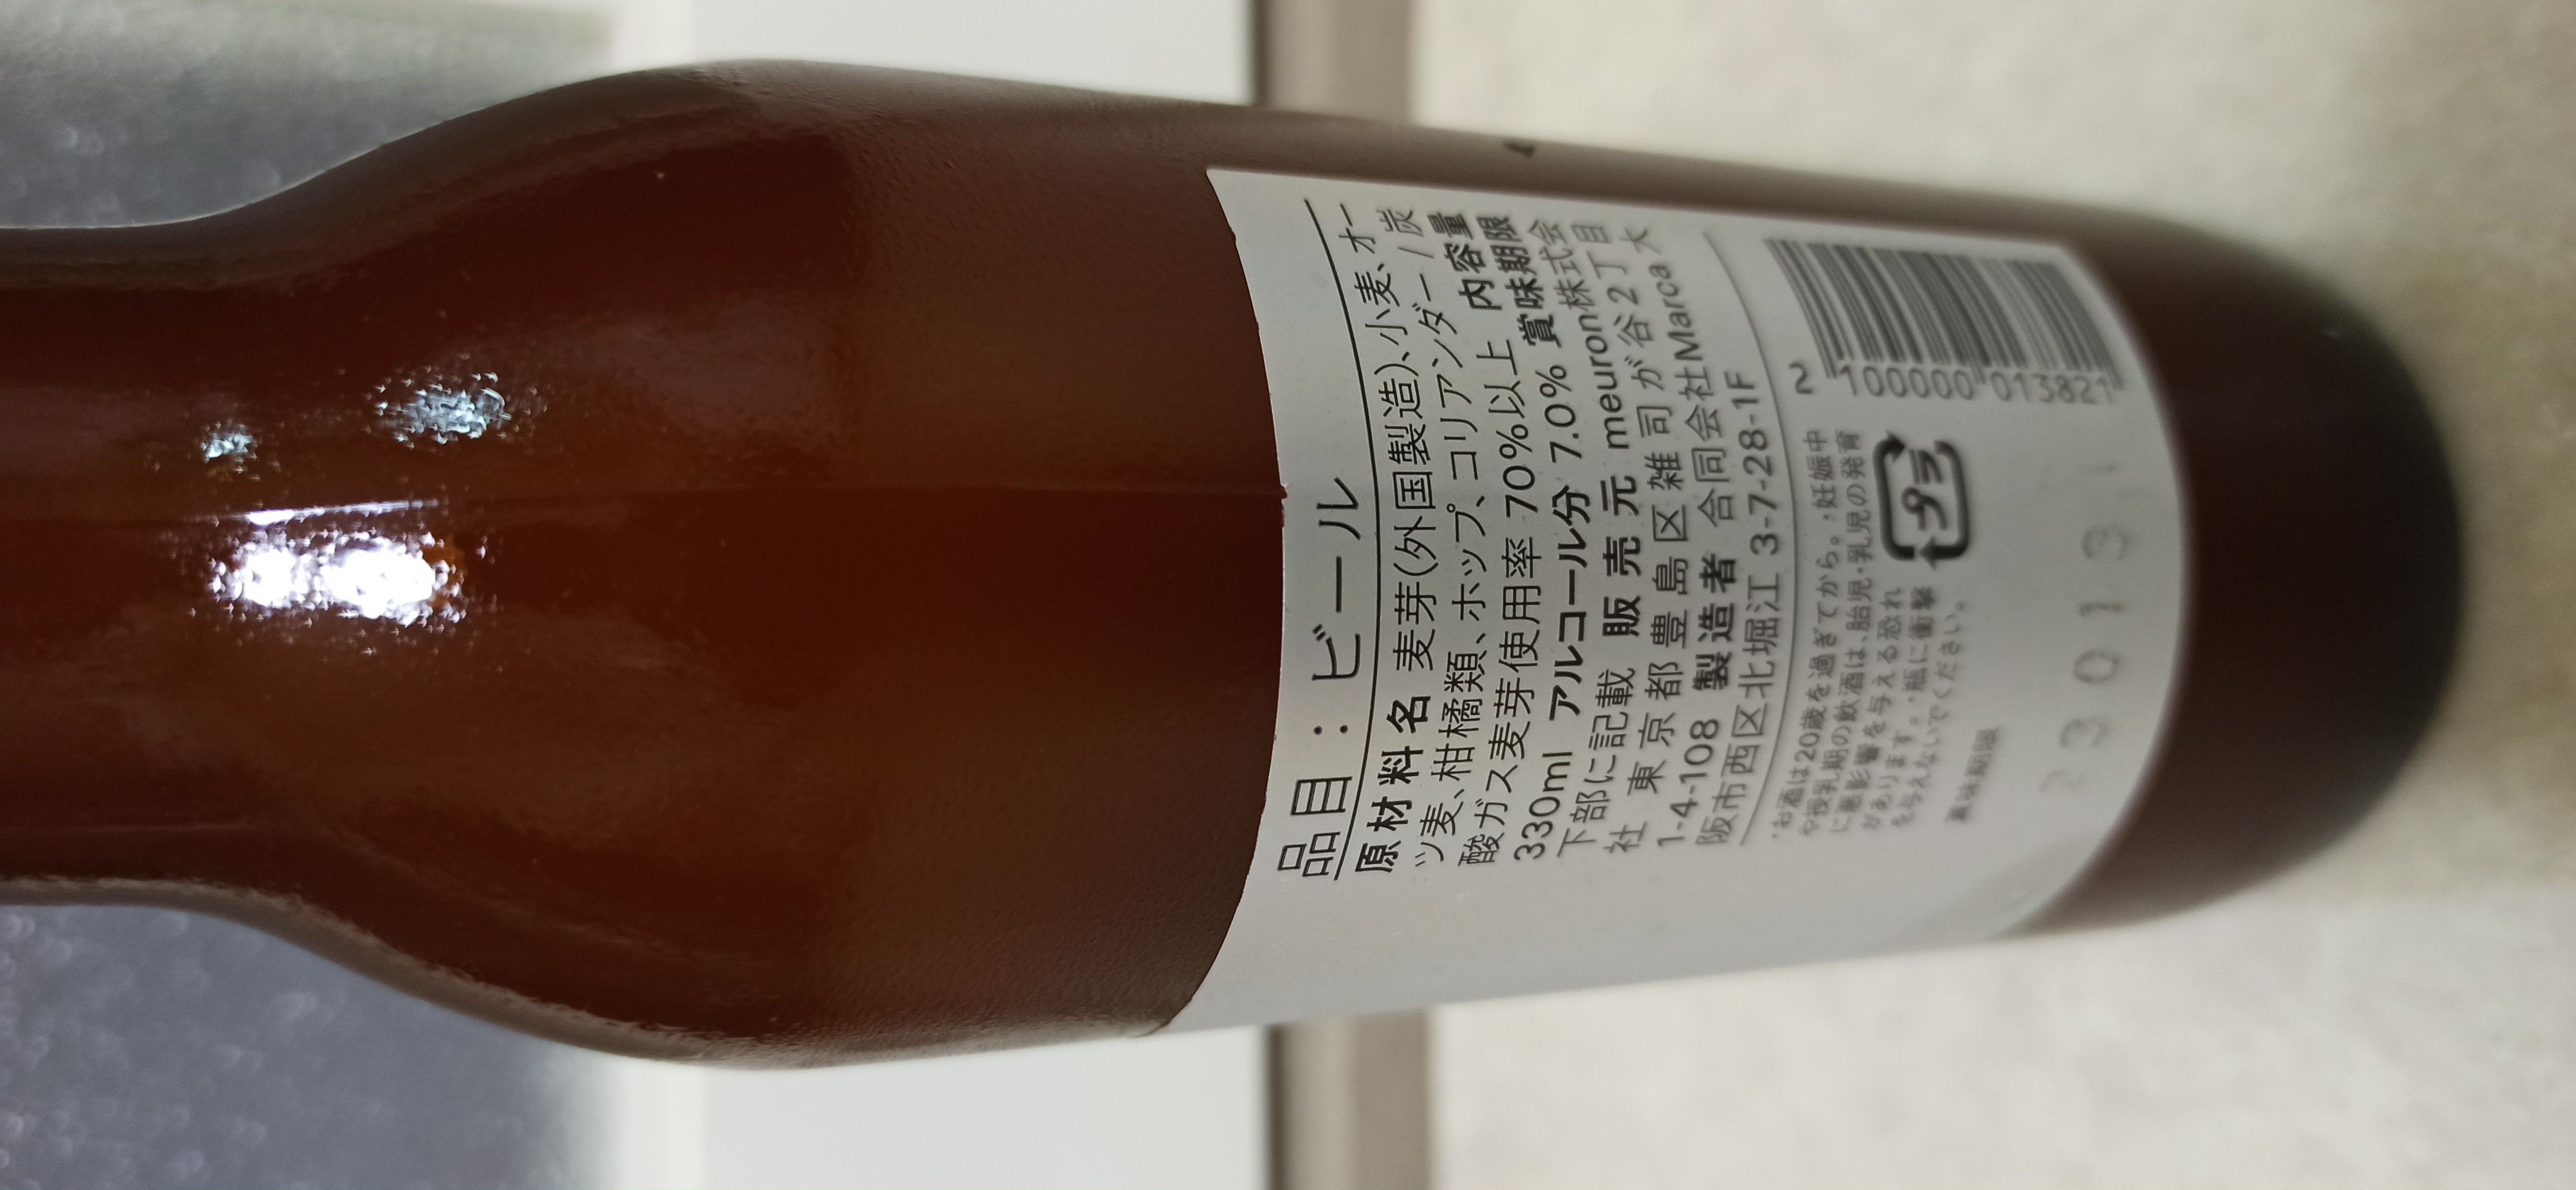 品目：ビール
原材料名 麦芽(外国製造)、小麦、オー
ツ麦、柑橘類、ホップ、コリアンダー/炭
酸ガス麦芽使用率 70%以上 内容量
330ml アルコール分 7.0% 賞味期限
下部に記載 販売元 meuron株式会
社 東京都豊島区雑司が谷2丁目
1-4-108 製造者 合同会社Marca大
阪市西区北堀江 3-7-28-1F
･お酒は20歳を過ぎてから。･妊娠中
や授乳期の飲酒は、胎児･乳児の発育
に悪影響を与える恐れ
があります。･瓶に衝撃
を与えないでください。
プラ
2 100000 013821
賞味期限